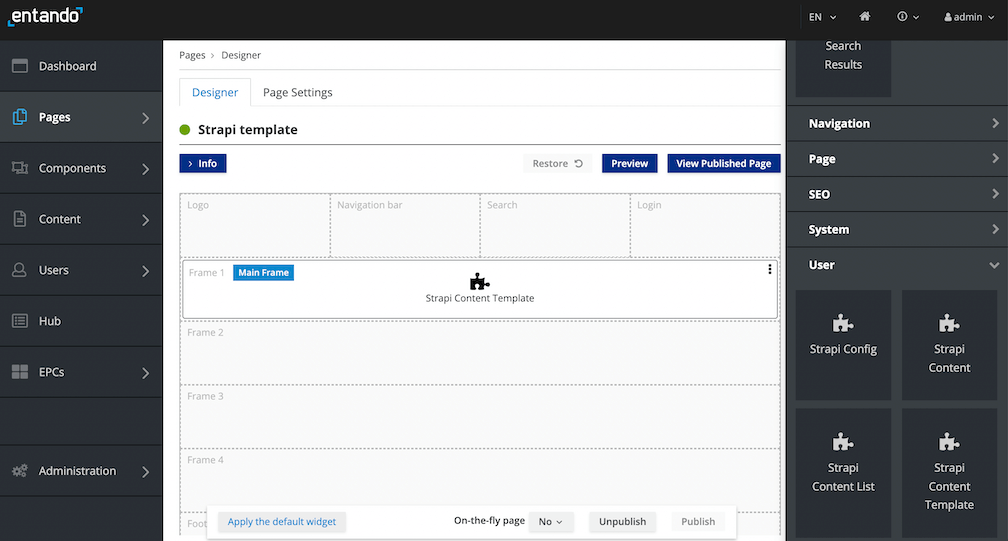 entando
EN
admin
Dashboard
Pages
Components
Content
Users
Hub
EPCs
Administration
Pages > Designer
Designer
Page Settings
Strapi template
> Info
Restore
Preview
View Published Page
Logo
Navigation bar
Search
Login
Frame 1
Main Frame
Strapi Content Template
Frame 2
Frame 3
Frame 4
Foot
Apply the default widget
On-the-fly page
No
Unpublish
Publish
Search
Results
Navigation
Page
SEO
System
User
Strapi Config
Strapi
Content
Strapi
Content List
Strapi
Content
Template